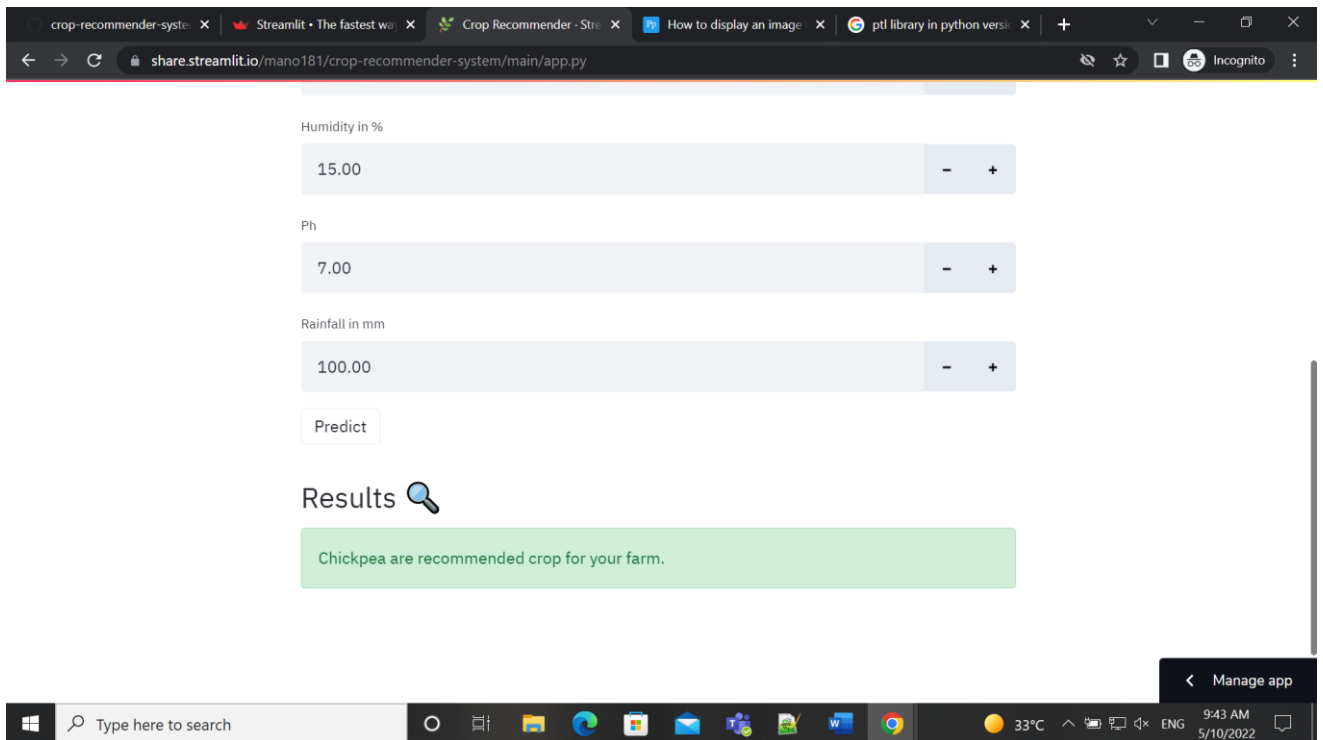 crop-recommender-syste
Streamlit • The fastest wa
Crop Recommender · Stre
How to display an image
ptl library in python versi
share.streamlit.io/mano181/crop-recommender-system/main/app.py
Incognito
Humidity in %
15.00
Ph
7.00
Rainfall in mm
100.00
Predict
Results
Chickpea are recommended crop for your farm.
Manage app
Type here to search
33°C
ENG
9:43 AM
5/10/2022